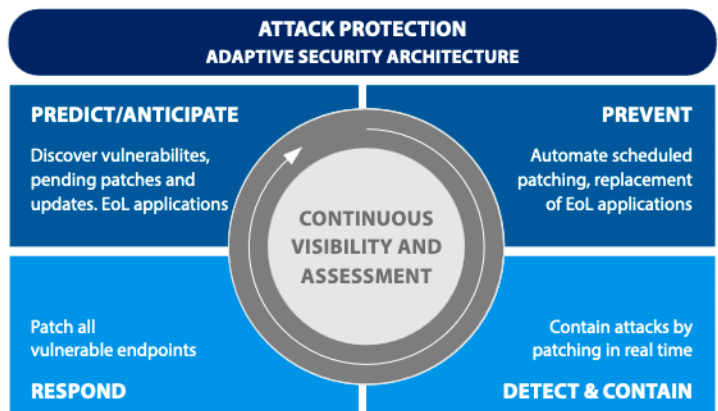 ATTACK PROTECTION
ADAPTIVE SECURITY ARCHITECTURE
PREDICT/ANTICIPATE
Discover vulnerabilites,
pending patches and
updates. EoL applications
PREVENT
Automate scheduled
patching, replacement
of EoL applications
CONTINUOUS
VISIBILITY AND
ASSESSMENT
Patch all
vulnerable endpoints
RESPOND
Contain attacks by
patching in real time
DETECT & CONTAIN